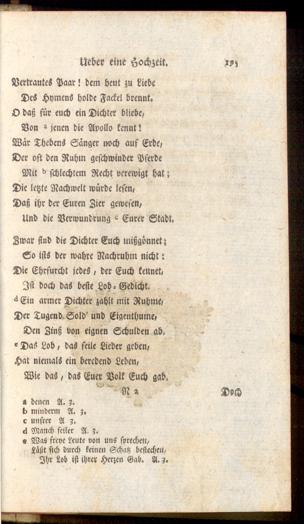 Ueber eine Hochzeit. 195
Vertrautes Paar! dem heut zu Liebe
Des Hymens holde Fackel brennt.
O daß für euch ein Dichter bliebe,
Von a jenen die Apollo kennt!
Wär Thebens Sänger noch auf Erde,
Der oft den Ruhm geschwinder Pferde
Mit b schlechtem Recht verewigt hat;
Die letzte Nachwelt würde lesen,
Daß ihr der Euren Zier gewesen,
Und die Verwundrung c Eurer Stadt.
Zwar sind die Dichter Euch mißgönnet;
So ists der wahre Nachruhm nicht:
Die Ehrfurcht jedes, der Euch kennet,
Ist doch das beste Lob-Gedicht.
d Ein armer Dichter zahlt mit Ruhme,
Der Tugend Sold und Eigenthume,
Den Zinß von eignen Schulden ab.
e Das Lob, das feile Lieder geben,
Hat niemals ein beredend Leben,
Wie das, das Euer Volk Euch gab.
N 2 Doch
a denen A. 3.
b minderm A. 3.
c unsrer A. 3.
d Manch feiler A. 3.
e Was freye Leute von uns sprechen,
Läßt sich durch keinen Schatz bestechen,
Ihr Lob ist ihrer Herzen Gab. A. 3.